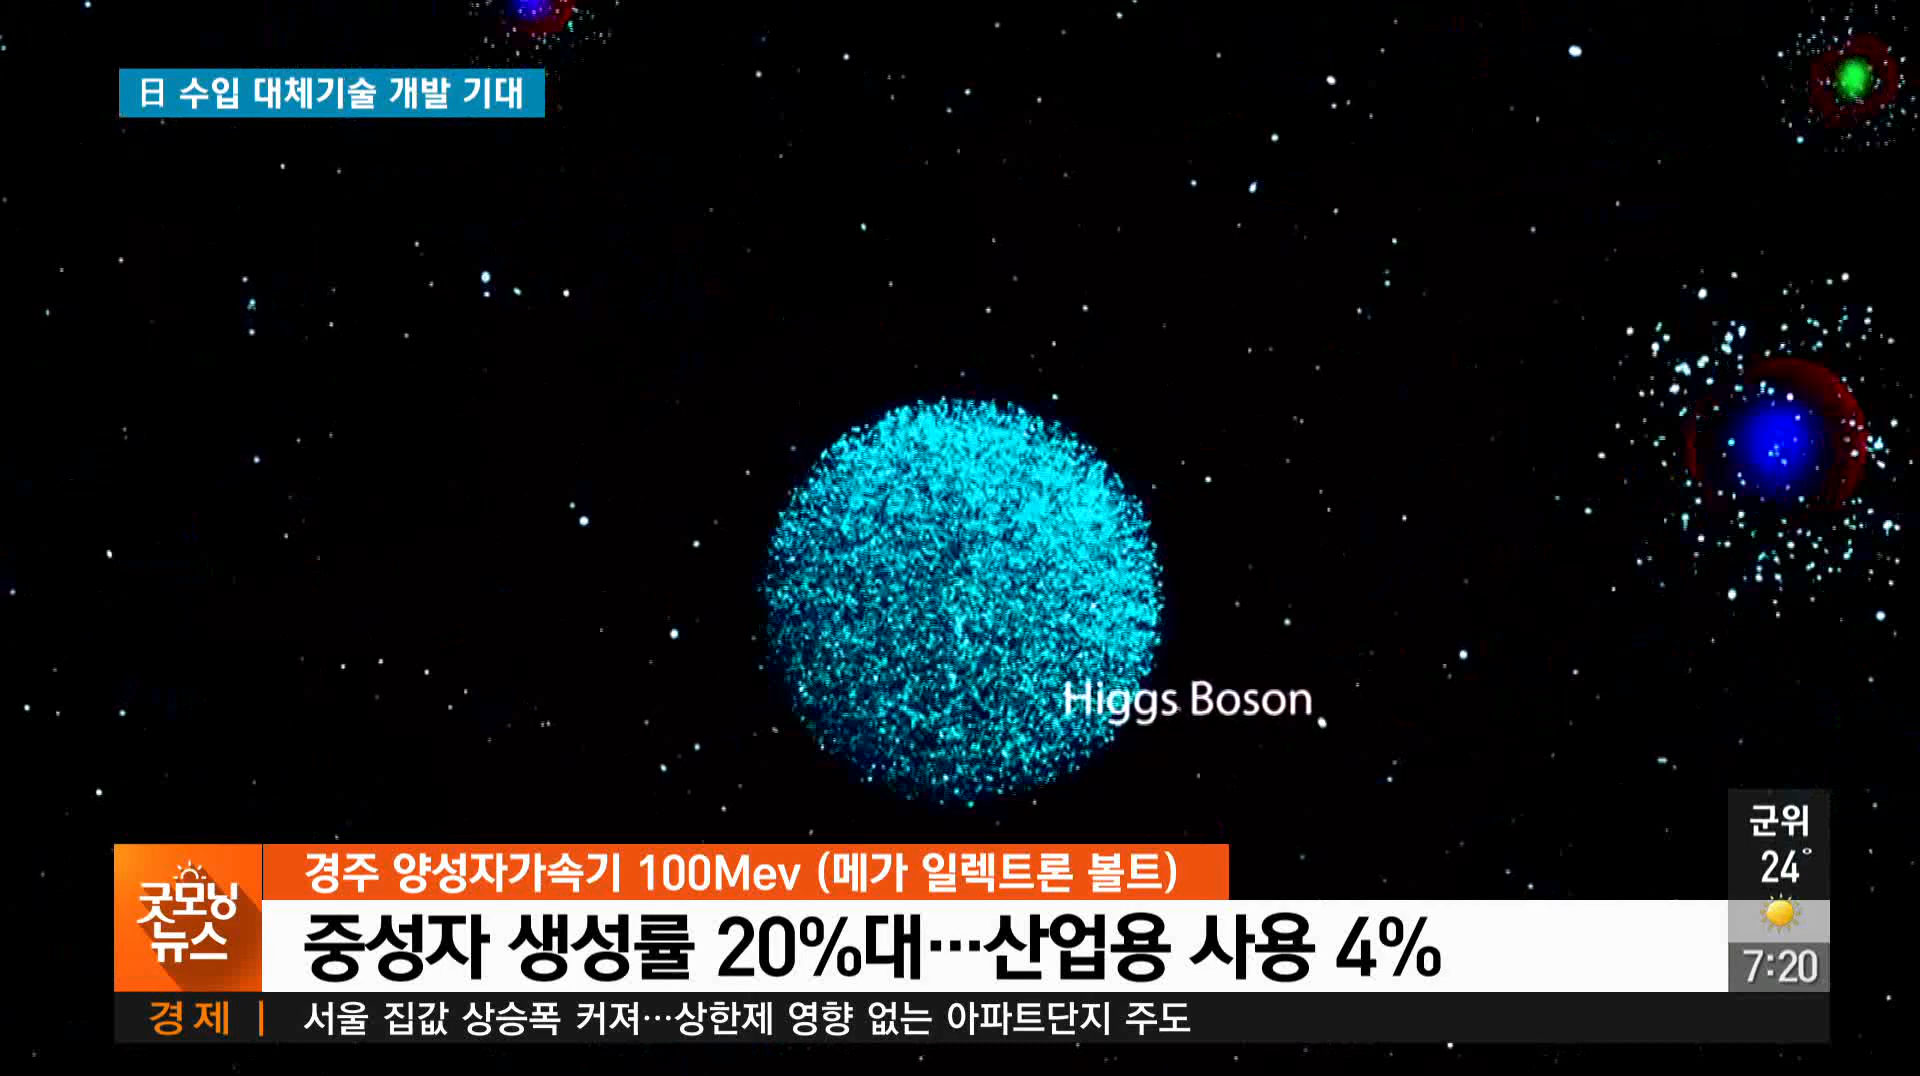 日 수입 대체기술 개발 기대
Higgs Boson
군위
24°
경주 양성자가속기 100Mev (메가 일렉트론 볼트)
굿모닝
뉴스
중성자 생성률 20%대…산업용 사용 4%
7:20
경제 | 서울 집값 상승폭 커져…상한제 영향 없는 아파트단지 주도